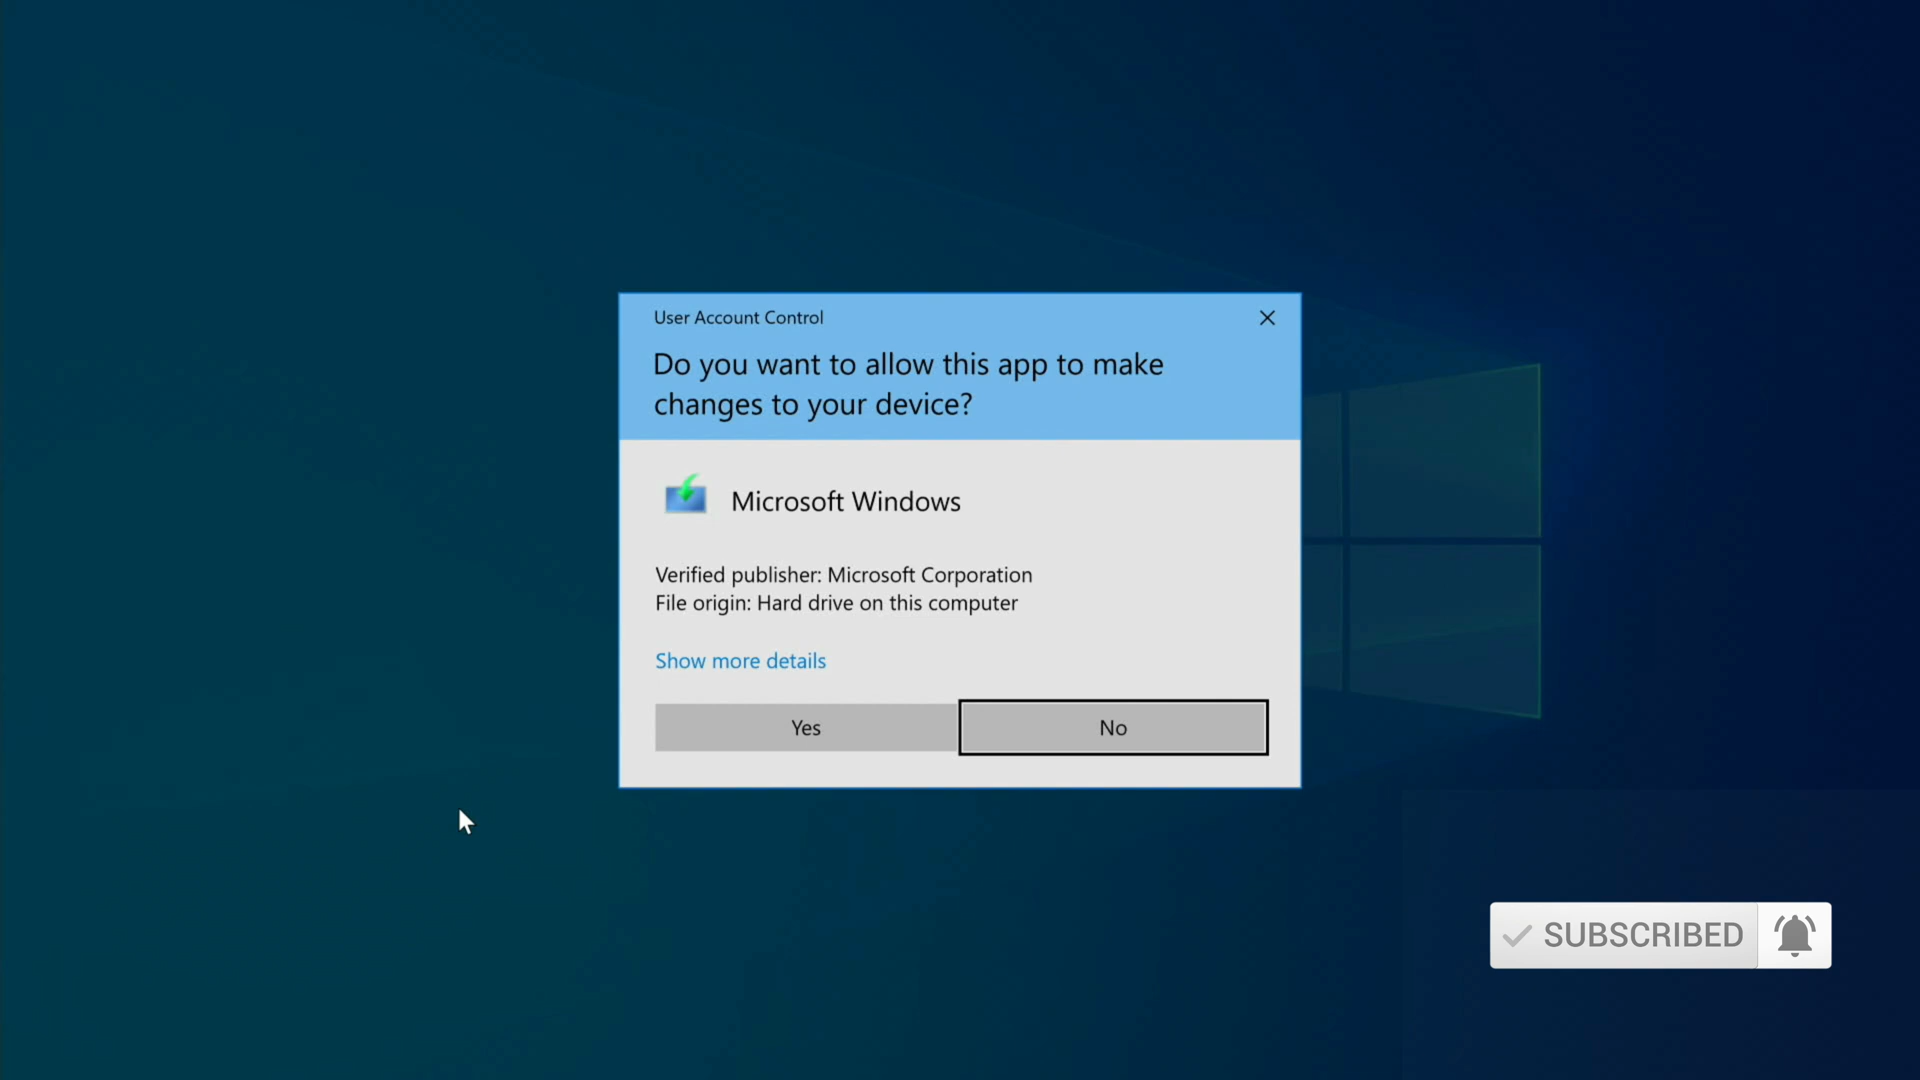 User Account Control
Do you want to allow this app to make
changes to your device?
Microsoft Windows
Verified publisher: Microsoft Corporation
File origin: Hard drive on this computer
Show more details
Yes
No
SUBSCRIBED